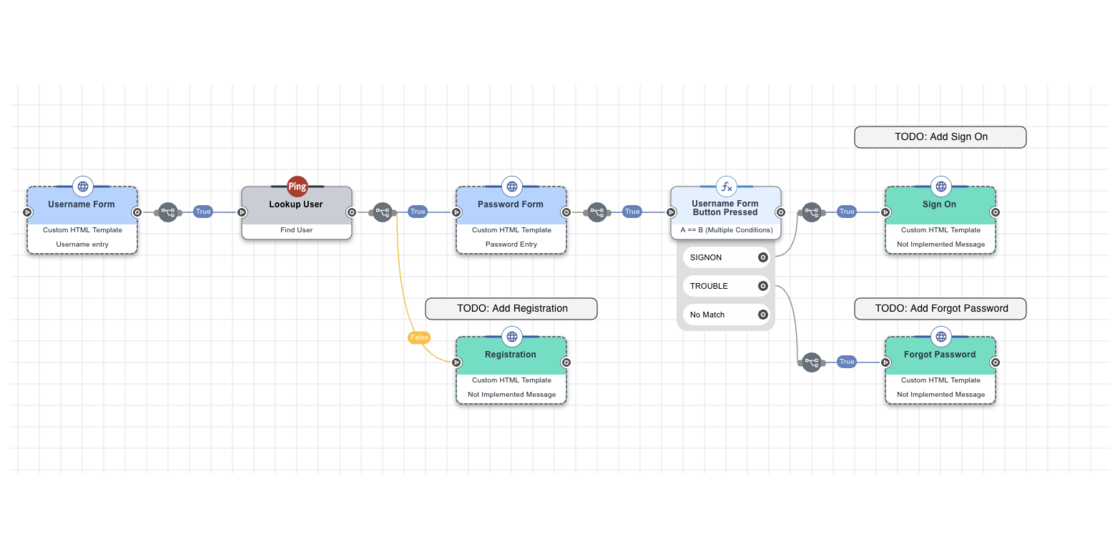 TODO: Add Sign On
Username Form
Custom HTML Template
Username entry
True
Ping
Lookup User
Find User
True
Password Form
Custom HTML Template
Password Entry
True
fx
Username Form
Button Pressed
A == B (Multiple Conditions)
SIGNON
TROUBLE
No Match
True
Sign On
Custom HTML Template
Not Implemented Message
TODO: Add Registration
False
Registration
Custom HTML Template
Not Implemented Message
TODO: Add Forgot Password
True
Forgot Password
Custom HTML Template
Not Implemented Message